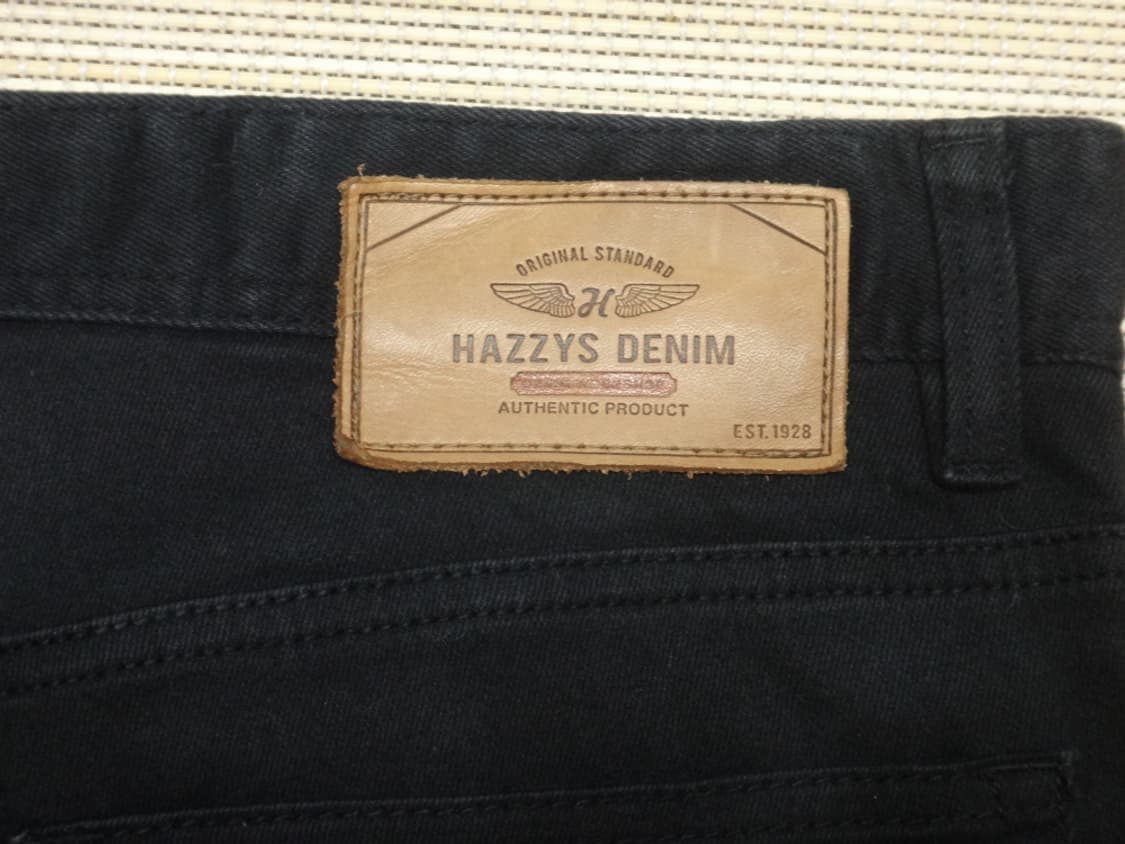 ORIGINAL STANDARD
H
HAZZYS DENIM
AUTHENTIC PRODUCT
EST. 1928